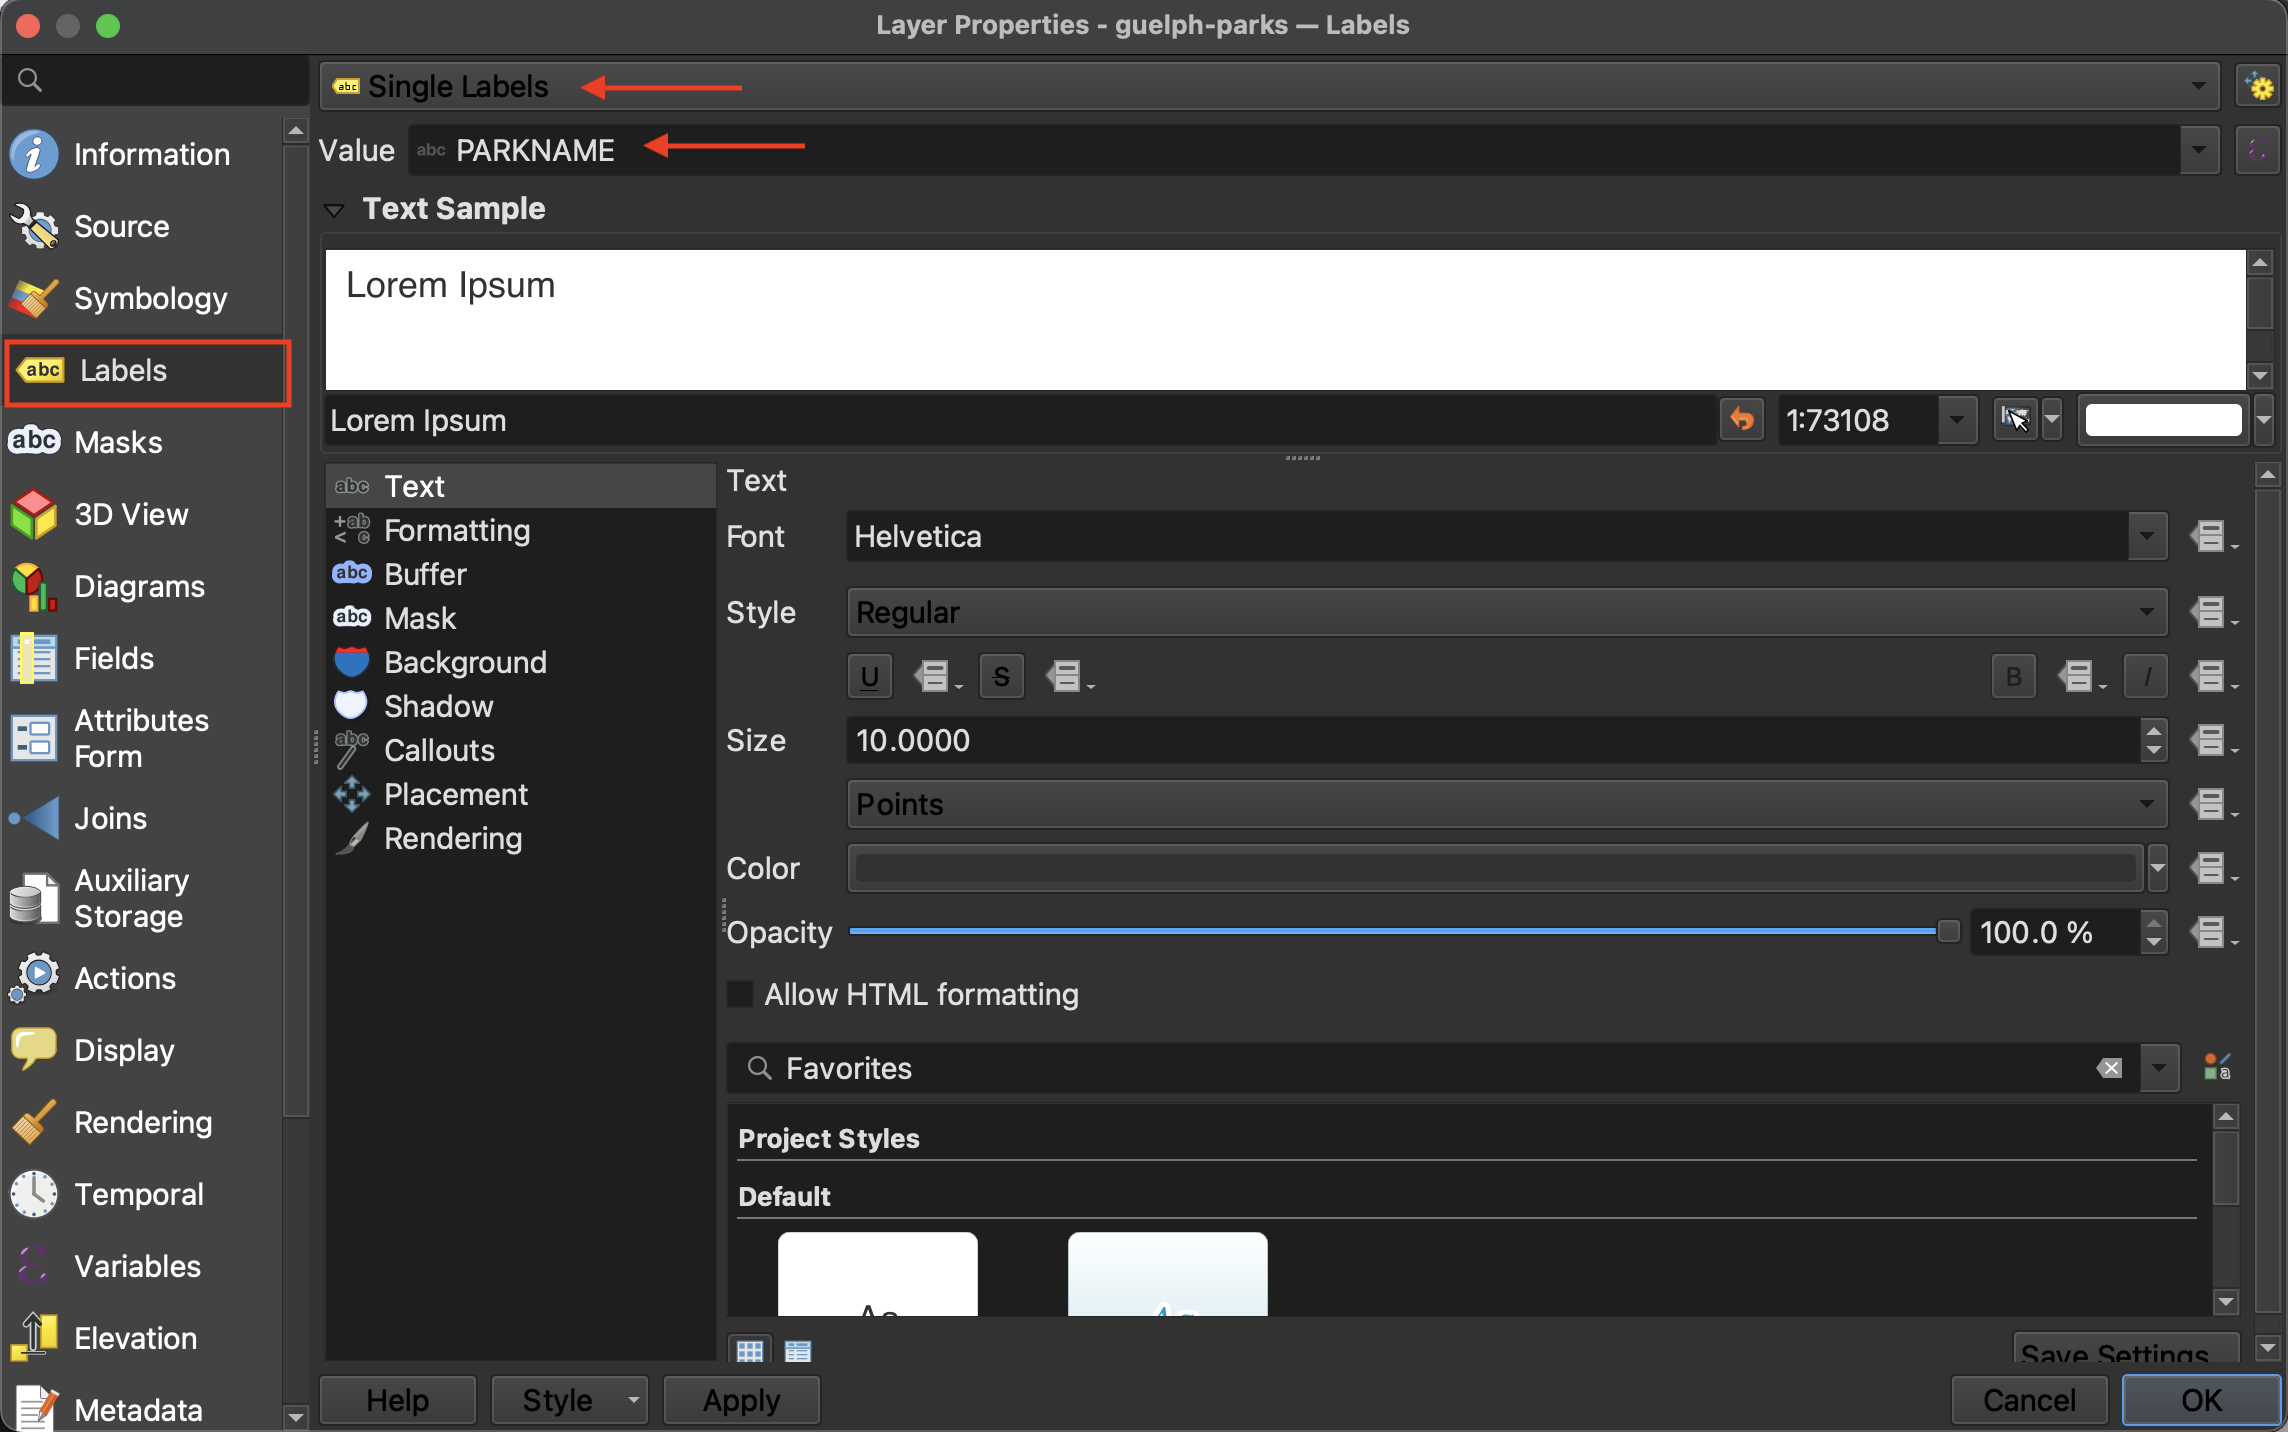 Layer Properties - guelph-parks — Labels
abc Single Labels
Value abc PARKNAME
Text Sample
Lorem Ipsum
Lorem Ipsum
1:73108
Information
Source
Symbology
abc Labels
abc Masks
3D View
Diagrams
Fields
Attributes
Form
Joins
Auxiliary
Storage
Actions
Display
Rendering
Temporal
Variables
Elevation
Metadata
abc Text
+ab
< c Formatting
abc Buffer
abc Mask
Background
Shadow
abc Callouts
Placement
Rendering
Text
Font Helvetica
Style Regular
U S B I
Size 10.0000
Points
Color
Opacity 100.0 %
Allow HTML formatting
Favorites
a
Project Styles
Default
Save Settings
Help Style Apply Cancel OK